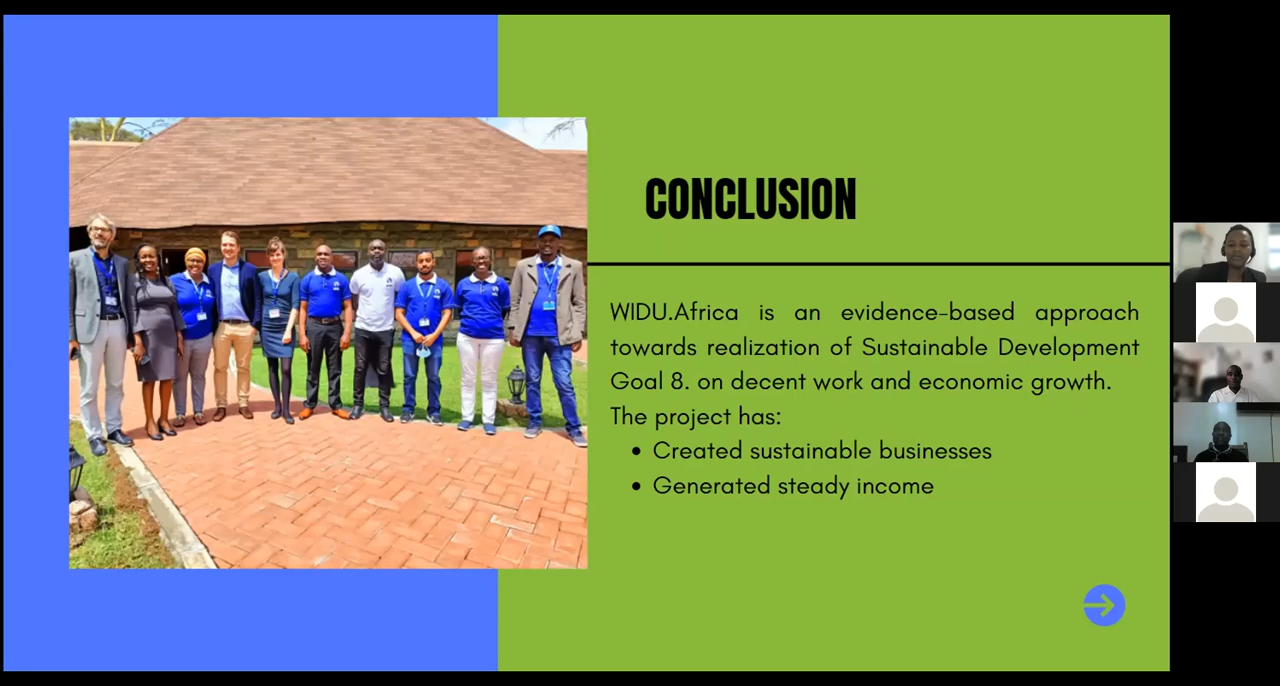 CONCLUSION
WIDU.Africa is an evidence-based approach
towards realization of Sustainable Development
Goal 8. on decent work and economic growth.
The project has:
• Created sustainable businesses
• Generated steady income